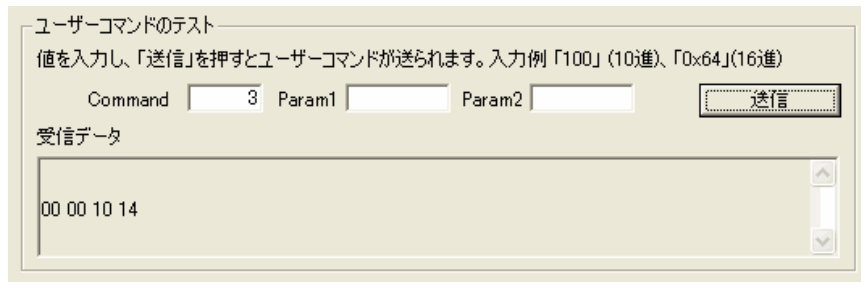 ユーザーコマンドのテスト
値を入力し、「送信」を押すとユーザーコマンドが送られます。入力例「100」(10進)、「0x64」(16進)
Command 3 Param1 Param2 送信
受信データ
00 00 10 14